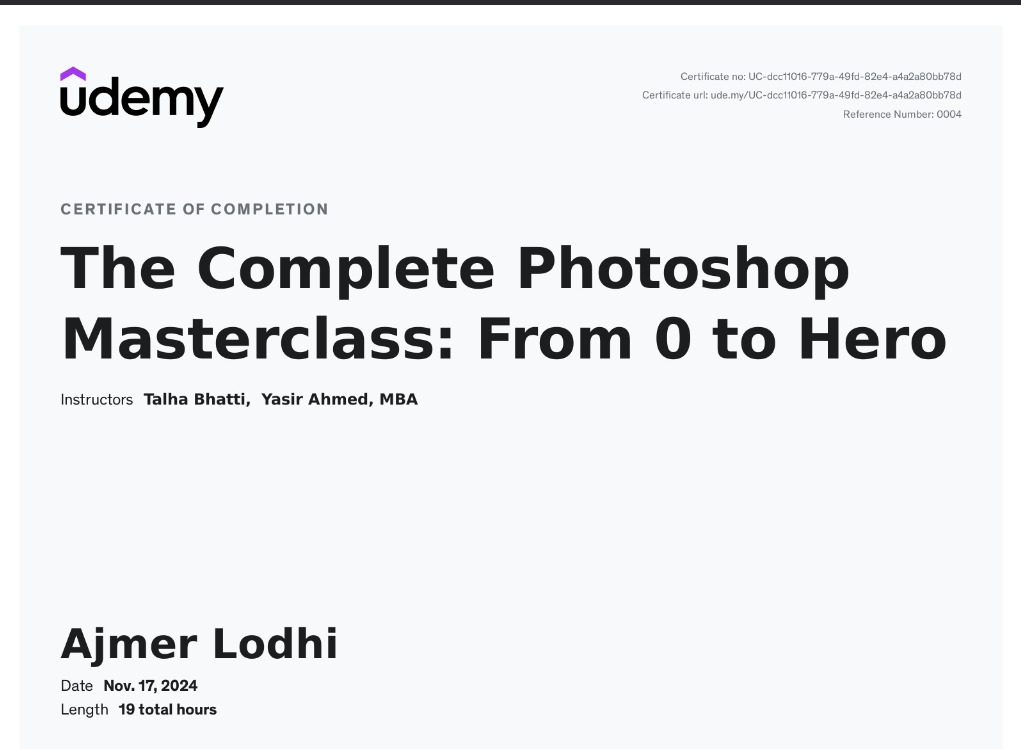 udemy
Certificate no: UC-dcc11016-779a-49fd-82e4-a4a2a80bb78d
Certificate url: ude.my/UC-dcc11016-779a-49fd-82e4-a4a2a80bb78d
Reference Number: 0004
CERTIFICATE OF COMPLETION
The Complete Photoshop
Masterclass: From 0 to Hero
Instructors Talha Bhatti, Yasir Ahmed, MBA
Ajmer Lodhi
Date Nov. 17, 2024
Length 19 total hours